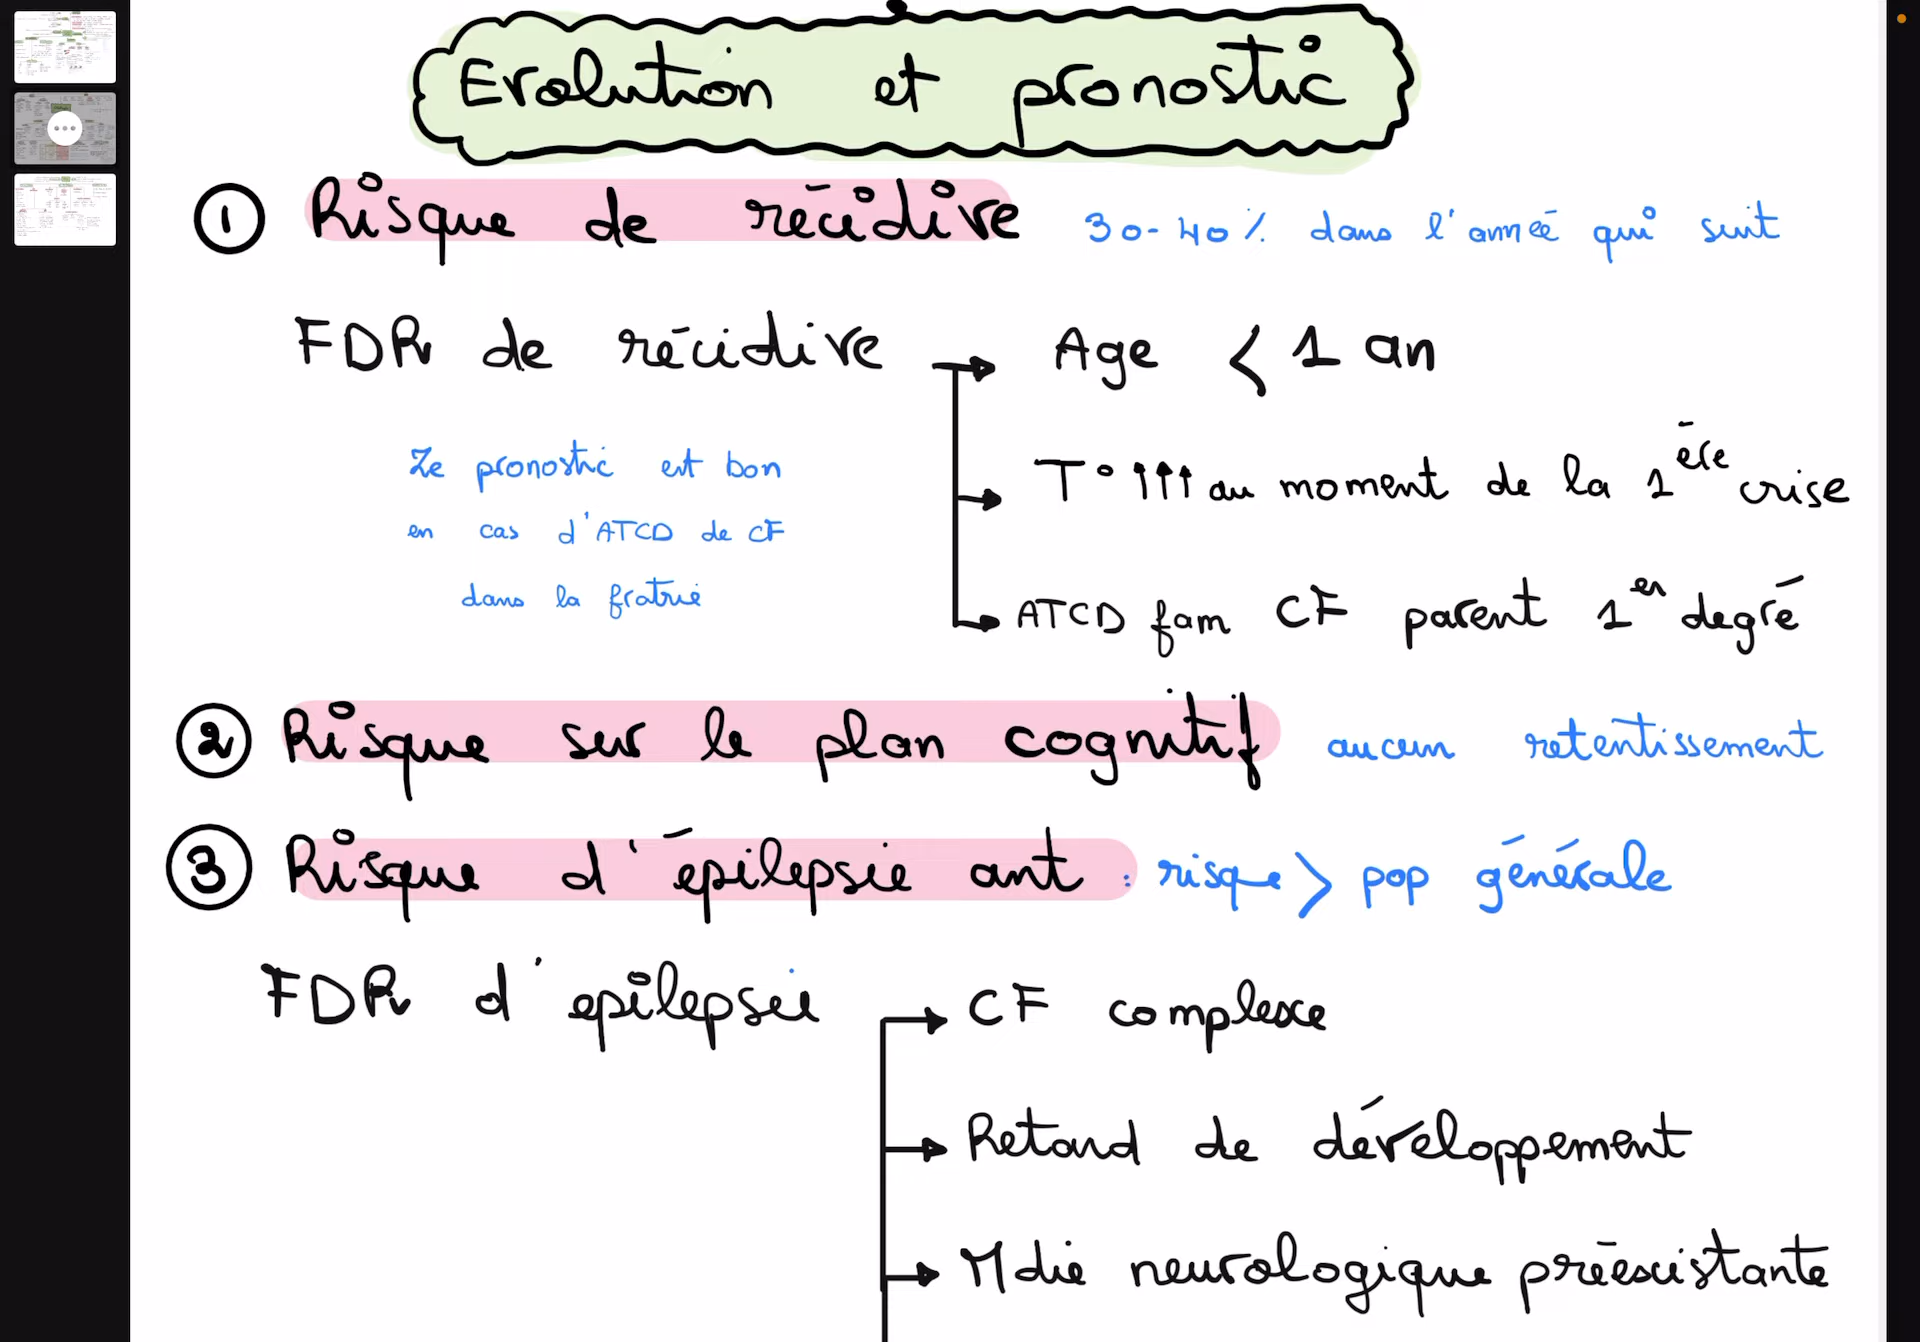 Evolution et pronostic
① Risque de récidive 30-40% dans l'année qui suit
FDR de récidive → Age < 1 an
Le pronostic est bon
→ T° ↑↑↑ au moment de la 1ère crise
en cas d'ATCD de CF
dans la fratrie
→ ATCD fam CF parent 1er degré
② Risque sur le plan cognitif aucun retentissement
③ Risque d'épilepsie ant : risque > pop générale
FDR d'epilepsie → CF complexe
→ Retard de développement
→ Mdie neurologique préexistante